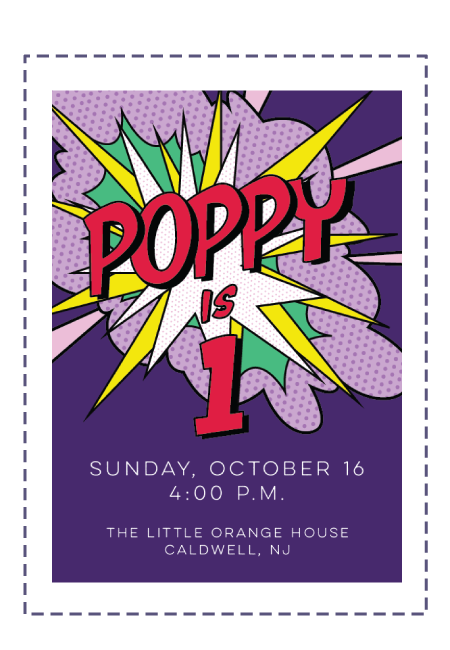 POPPY
IS
1
SUNDAY, OCTOBER 16
4:00 P.M.
THE LITTLE ORANGE HOUSE
CALDWELL, NJ